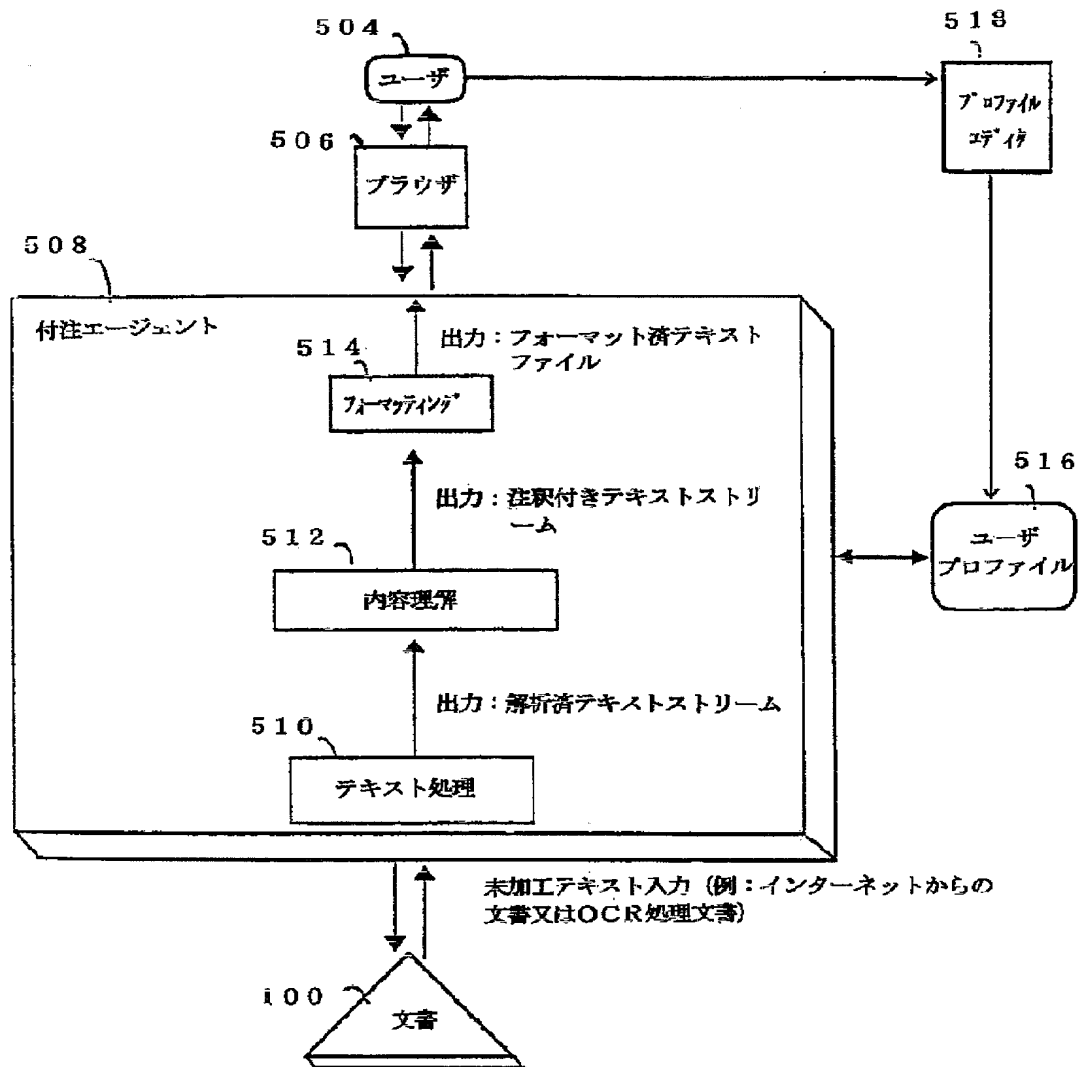 504
ユーザ
518
プロファイル
エディタ
506
ブラウザ
508
付注エージェント
514
出力：フォーマット済テキスト
ファイル
フォーマッティング
516
ユーザ
プロファイル
出力：注釈付きテキストストリ
ーム
512
内容理解
出力：解析済テキストストリーム
510
テキスト処理
未加工テキスト入力（例：インターネットからの
文書又はOCR処理文書）
i00
文書